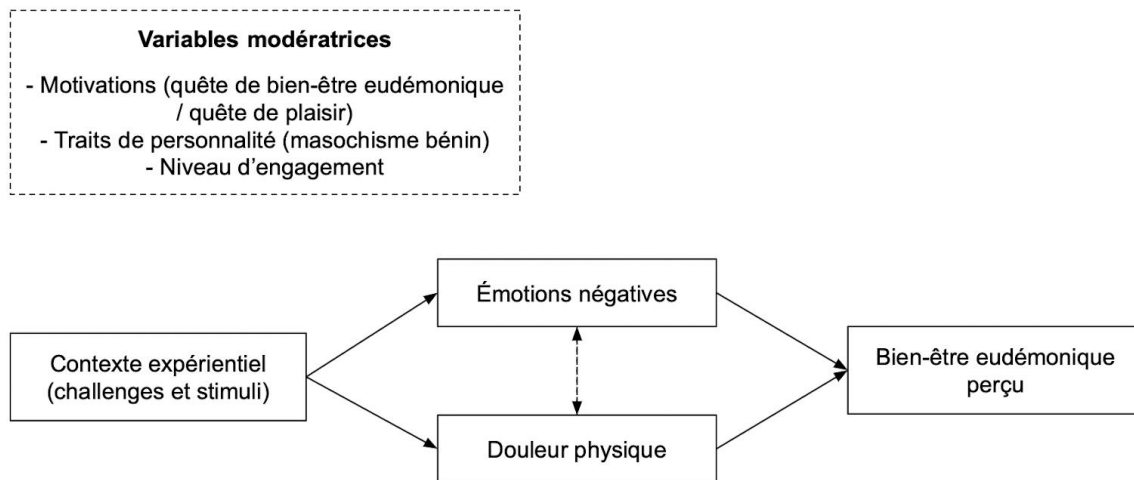 Variables modératrices
- Motivations (quête de bien-être eudémonique
/ quête de plaisir)
- Traits de personnalité (masochisme bénin)
- Niveau d'engagement
Émotions négatives
Contexte expérientiel
(challenges et stimuli)
Bien-être eudémonique
perçu
Douleur physique